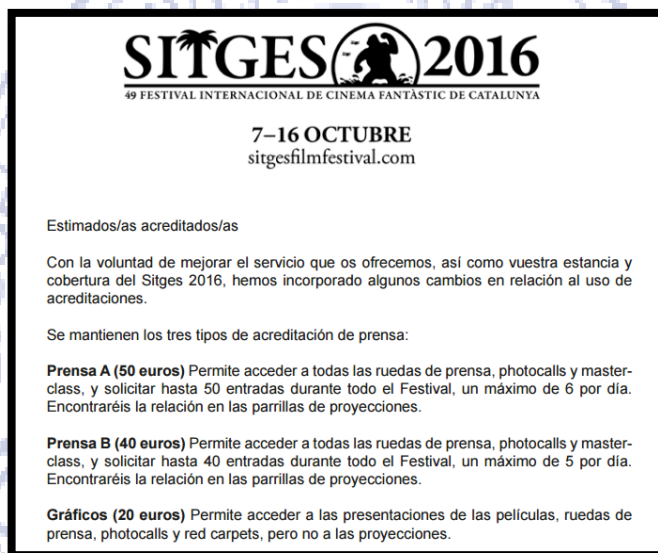 SITGES 2016
49 FESTIVAL INTERNACIONAL DE CINEMA FANTÀSTIC DE CATALUNYA
7–16 OCTUBRE
sitgesfilmfestival.com
Estimados/as acreditados/as
Con la voluntad de mejorar el servicio que os ofrecemos, así como vuestra estancia y
cobertura del Sitges 2016, hemos incorporado algunos cambios en relación al uso de
acreditaciones.
Se mantienen los tres tipos de acreditación de prensa:
Prensa A (50 euros) Permite acceder a todas las ruedas de prensa, photocalls y master-
class, y solicitar hasta 50 entradas durante todo el Festival, un máximo de 6 por día.
Encontraréis la relación en las parrillas de proyecciones.
Prensa B (40 euros) Permite acceder a todas las ruedas de prensa, photocalls y master-
class, y solicitar hasta 40 entradas durante todo el Festival, un máximo de 5 por día.
Encontraréis la relación en las parrillas de proyecciones.
Gráficos (20 euros) Permite acceder a las presentaciones de las películas, ruedas de
prensa, photocalls y red carpets, pero no a las proyecciones.